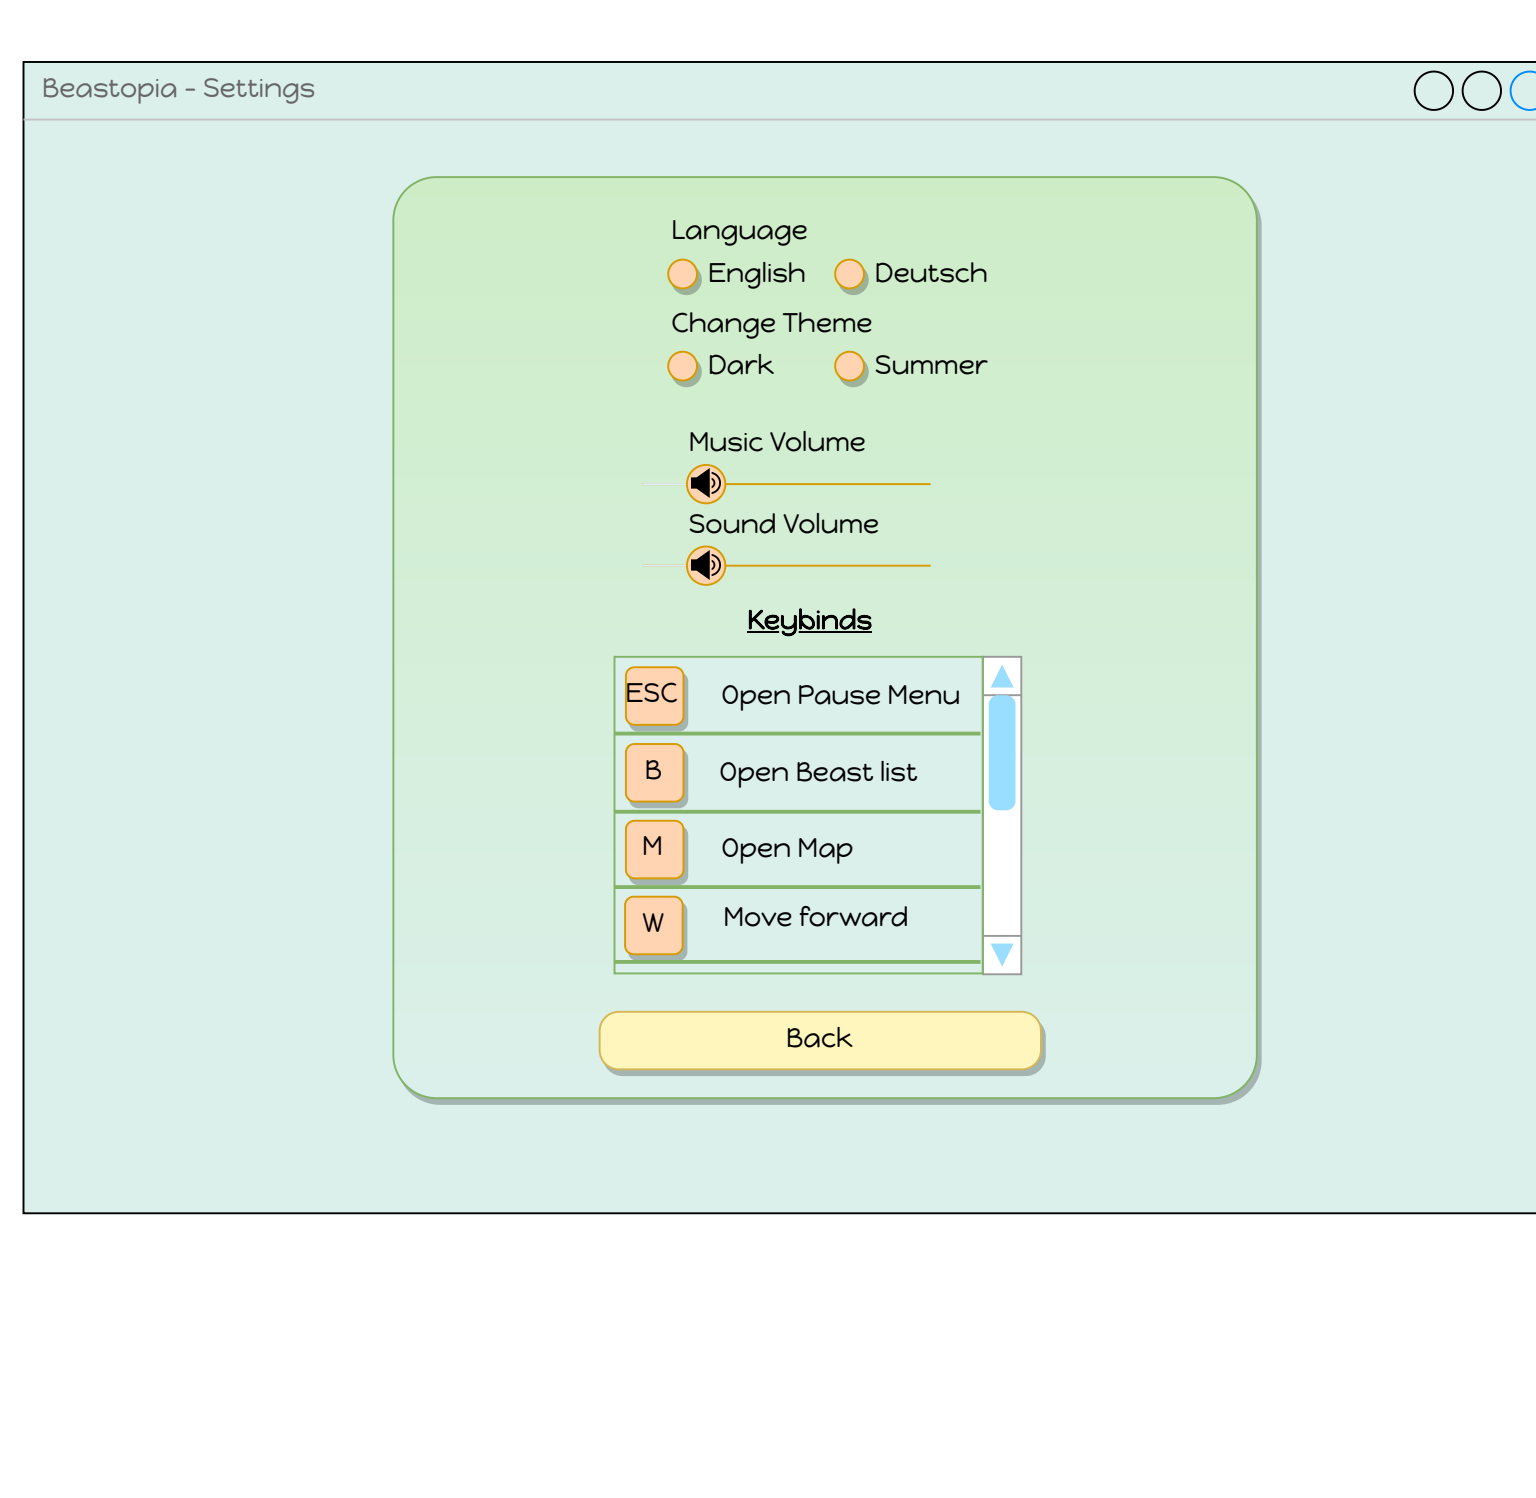 Beastopia - Settings
Language
English Deutsch
Change Theme
Dark Summer
Music Volume
Sound Volume
Keybinds
ESC Open Pause Menu
B Open Beast list
M Open Map
W Move forward
Back